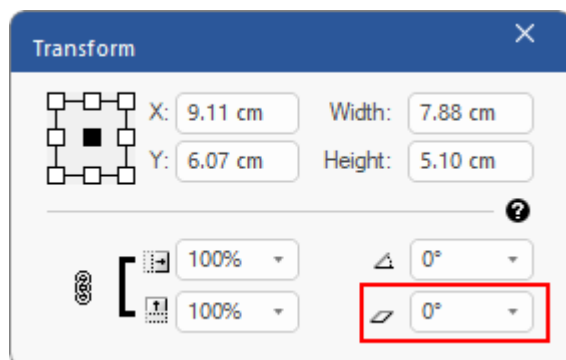 Transform
X: 9.11 cm Width: 7.88 cm
Y: 6.07 cm Height: 5.10 cm
?
100% 0°
100% 0°